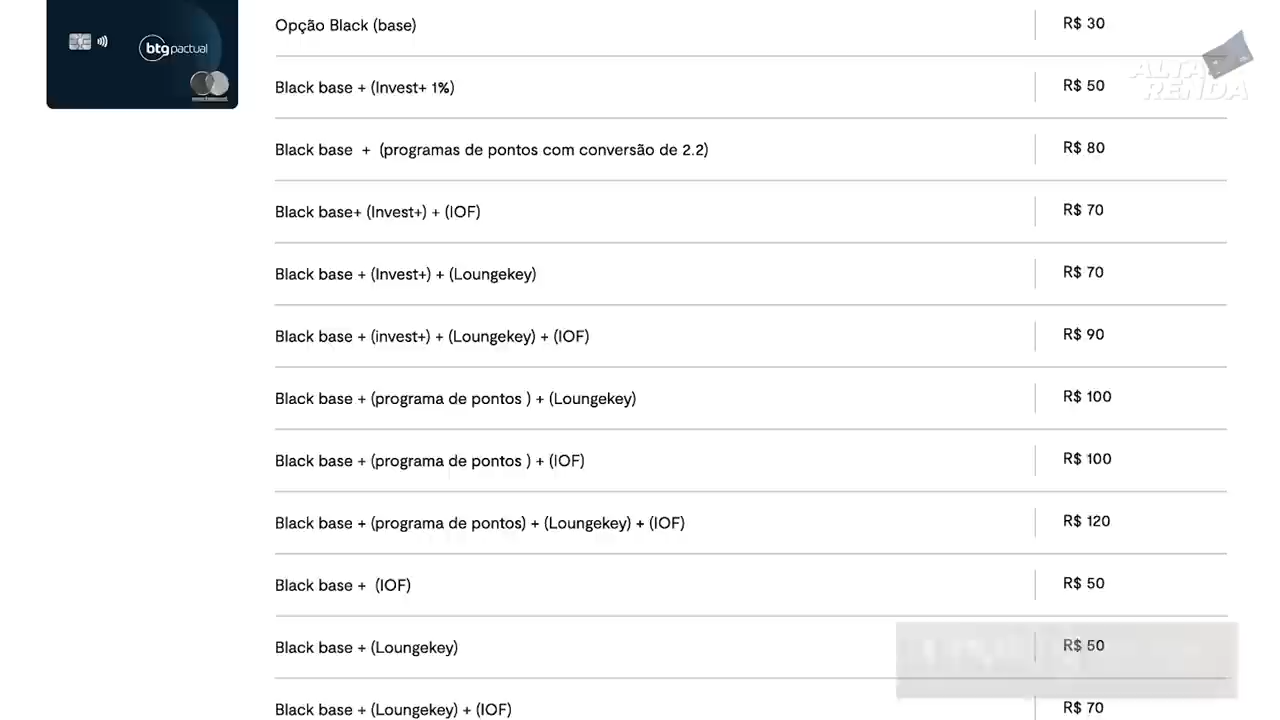 btgpactual
Opção Black (base) R$ 30
ALTA
RENDA
Black base + (Invest+ 1%) R$ 50
Black base + (programas de pontos com conversão de 2.2) R$ 80
Black base+ (Invest+) + (IOF) R$ 70
Black base + (Invest+) + (Loungekey) R$ 70
Black base + (invest+) + (Loungekey) + (IOF) R$ 90
Black base + (programa de pontos ) + (Loungekey) R$ 100
Black base + (programa de pontos ) + (IOF) R$ 100
Black base + (programa de pontos) + (Loungekey) + (IOF) R$ 120
Black base + (IOF) R$ 50
Black base + (Loungekey) R$ 50
Black base + (Loungekey) + (IOF) R$ 70